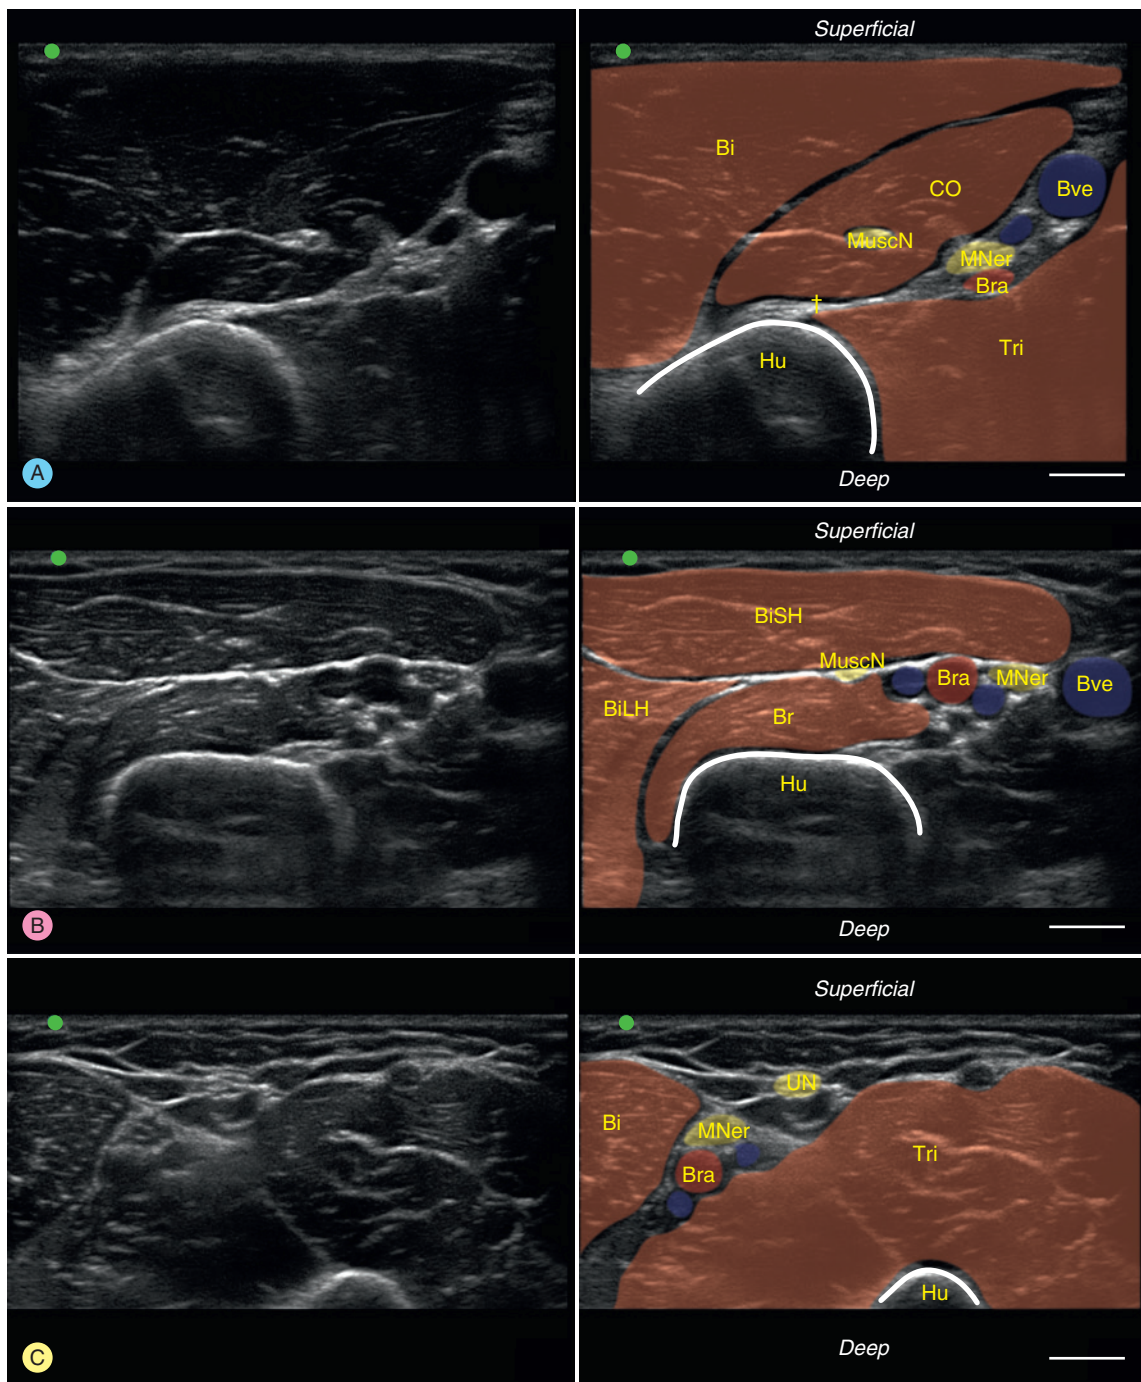 Superficial
Bi
CO
Bve
MuscN
MNer
Bra
†
Tri
Hu
A
Deep
Superficial
BiSH
MuscN
Bra
MNer
Bve
BiLH
Br
Hu
B
Deep
Superficial
UN
Bi
MNer
Tri
Bra
Hu
C
Deep